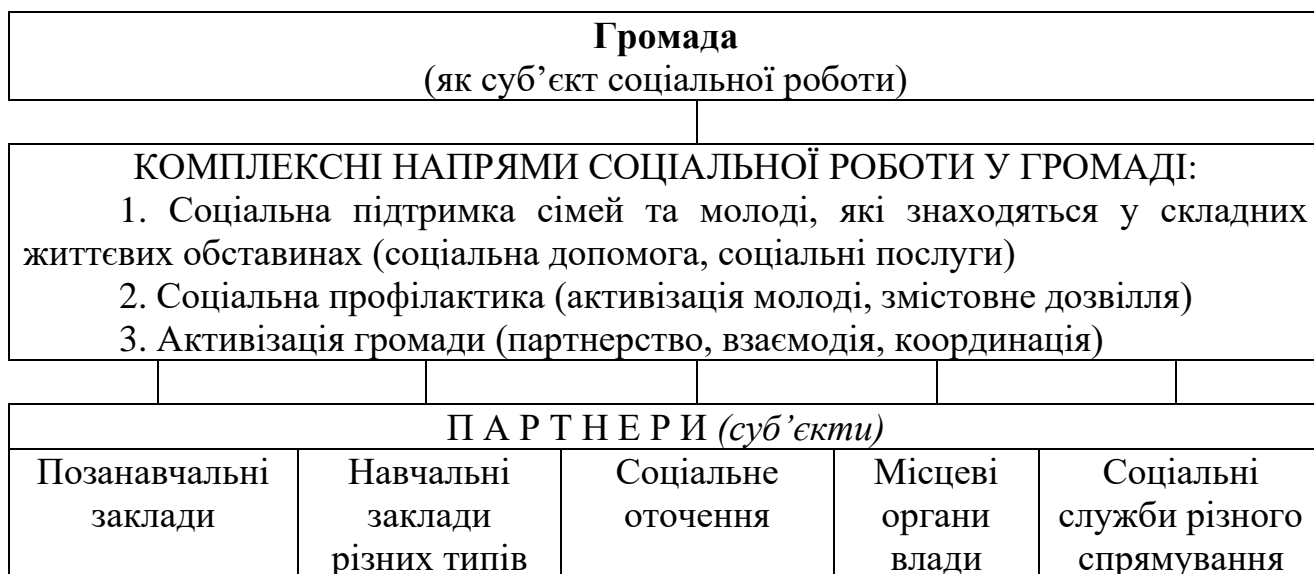 Громада
(як суб’єкт соціальної роботи)
КОМПЛЕКСНІ НАПРЯМИ СОЦІАЛЬНОЇ РОБОТИ У ГРОМАДІ:
1. Соціальна підтримка сімей та молоді, які знаходяться у складних
життєвих обставинах (соціальна допомога, соціальні послуги)
2. Соціальна профілактика (активізація молоді, змістовне дозвілля)
3. Активізація громади (партнерство, взаємодія, координація)
П А Р Т Н Е Р И (суб’єкти)
Позанавчальні
заклади
Навчальні
заклади
різних типів
Соціальне
оточення
Місцеві
органи
влади
Соціальні
служби різного
спрямування